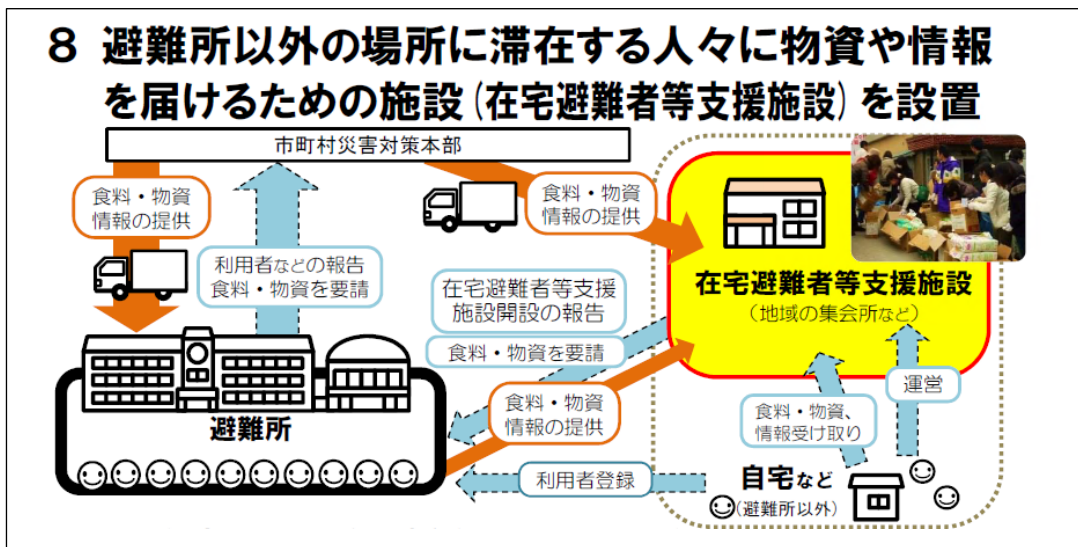 8 避難所以外の場所に滞在する人々に物資や情報
を届けるための施設(在宅避難者等支援施設)を設置
市町村災害対策本部
食料・物資
情報の提供
利用者などの報告
食料・物資を要請
食料・物資
情報の提供
在宅避難者等支援
施設開設の報告
食料・物資を要請
在宅避難者等支援施設
(地域の集会所など)
避難所
食料・物資
情報の提供
食料・物資、
情報受け取り
運営
利用者登録
自宅など
(避難所以外)